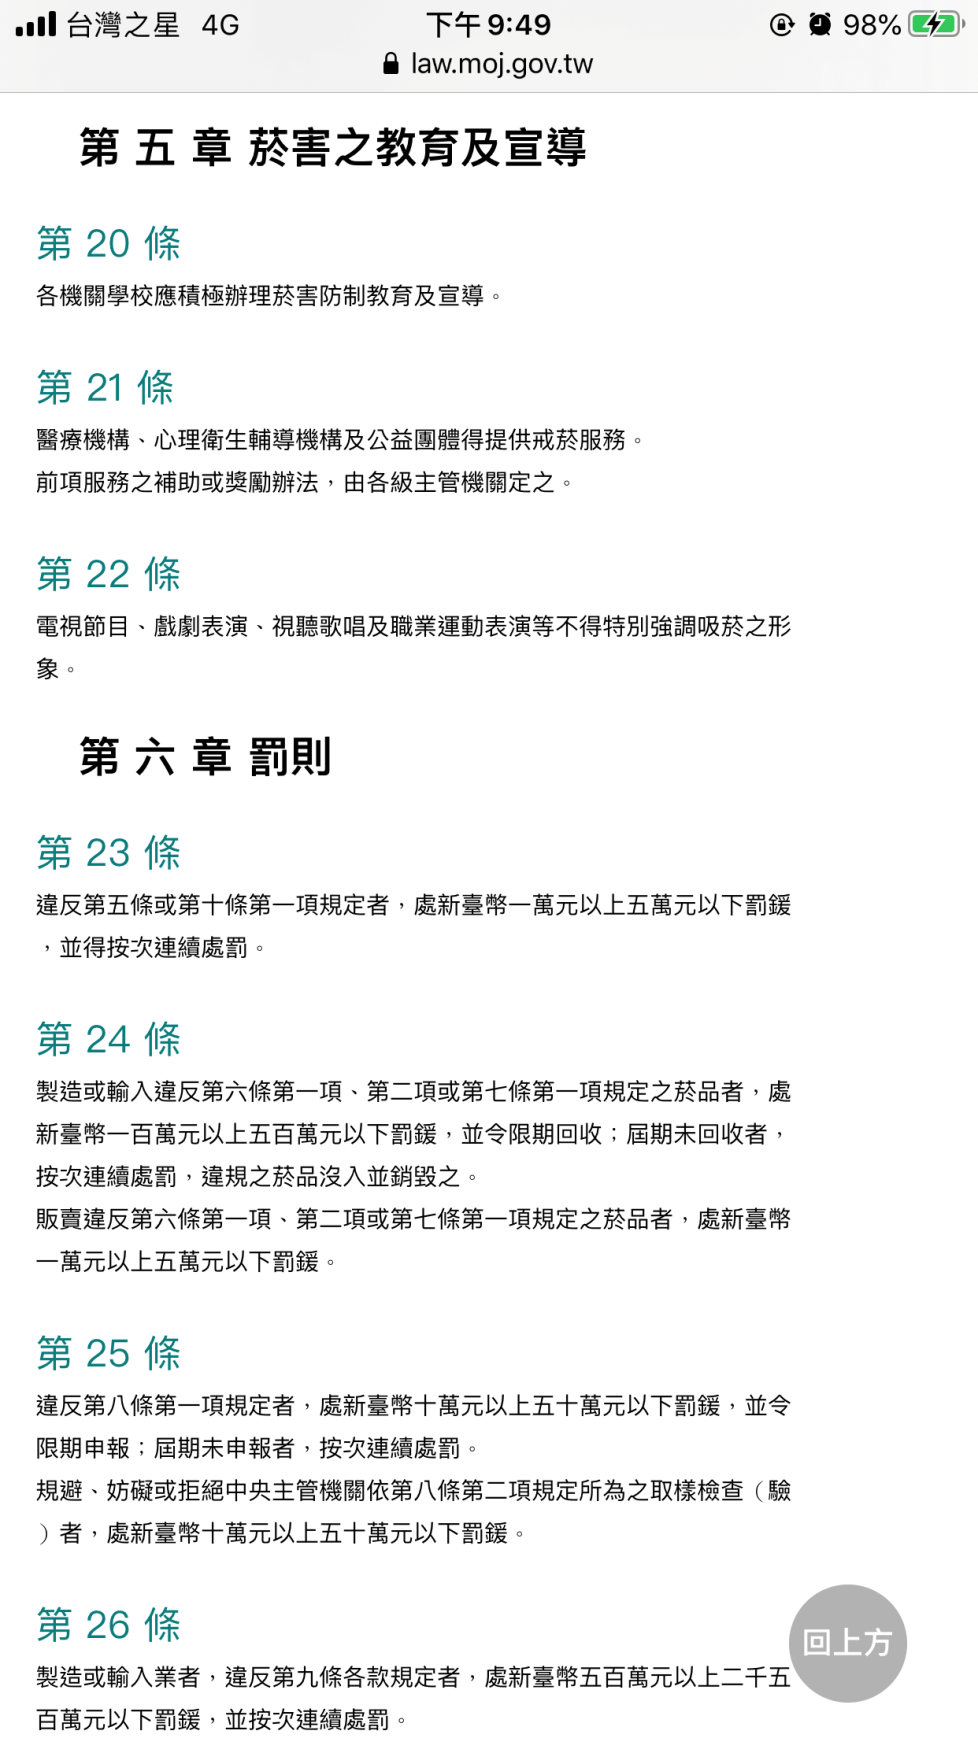 台灣之星 4G 下午9:49 98%
law.moj.gov.tw
第 五 章 菸害之教育及宣導
第 20 條
各機關學校應積極辦理菸害防制教育及宣導。
第 21 條
醫療機構、心理衛生輔導機構及公益團體得提供戒菸服務。
前項服務之補助或獎勵辦法，由各級主管機關定之。
第 22 條
電視節目、戲劇表演、視聽歌唱及職業運動表演等不得特別強調吸菸之形
象。
第 六 章 罰則
第 23 條
違反第五條或第十條第一項規定者，處新臺幣一萬元以上五萬元以下罰鍰
，並得按次連續處罰。
第 24 條
製造或輸入違反第六條第一項、第二項或第七條第一項規定之菸品者，處
新臺幣一百萬元以上五百萬元以下罰鍰，並令限期回收；屆期未回收者，
按次連續處罰，違規之菸品沒入並銷毀之。
販賣違反第六條第一項、第二項或第七條第一項規定之菸品者，處新臺幣
一萬元以上五萬元以下罰鍰。
第 25 條
違反第八條第一項規定者，處新臺幣十萬元以上五十萬元以下罰鍰，並令
限期申報；屆期未申報者，按次連續處罰。
規避、妨礙或拒絕中央主管機關依第八條第二項規定所為之取樣檢查（驗
）者，處新臺幣十萬元以上五十萬元以下罰鍰。
第 26 條
回上方
製造或輸入業者，違反第九條各款規定者，處新臺幣五百萬元以上二千五
百萬元以下罰鍰，並按次連續處罰。